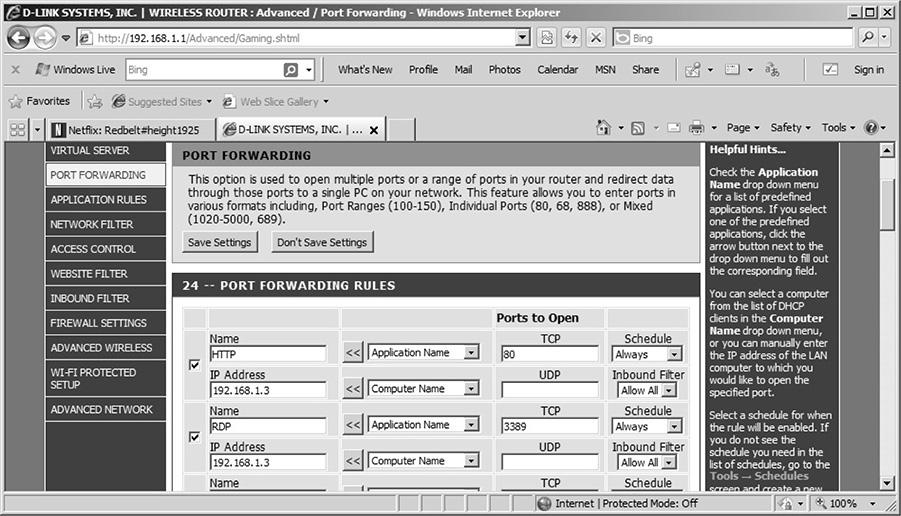 D-LINK SYSTEMS, INC. | WIRELESS ROUTER : Advanced / Port Forwarding - Windows Internet Explorer
http://192.168.1.1/Advanced/Gaming.shtml
Bing
Windows Live
Bing
What's New
Profile
Mail
Photos
Calendar
MSN
Share
Sign in
Favorites
Suggested Sites
Web Slice Gallery
Netflix: Redbelt#height1925
D-LINK SYSTEMS, INC. | ...
Page
Safety
Tools
VIRTUAL SERVER
PORT FORWARDING
APPLICATION RULES
NETWORK FILTER
ACCESS CONTROL
WEBSITE FILTER
INBOUND FILTER
FIREWALL SETTINGS
ADVANCED WIRELESS
WI-FI PROTECTED
SETUP
ADVANCED NETWORK
PORT FORWARDING
This option is used to open multiple ports or a range of ports in your router and redirect data
through those ports to a single PC on your network. This feature allows you to enter ports in
various formats including, Port Ranges (100-150), Individual Ports (80, 68, 888), or Mixed
(1020-5000, 689).
Save Settings
Don't Save Settings
24 -- PORT FORWARDING RULES
Ports to Open
Name
TCP
Schedule
HTTP
<<
Application Name
80
Always
IP Address
UDP
Inbound Filter
192.168.1.3
<<
Computer Name
Allow All
Name
TCP
Schedule
RDP
<<
Application Name
3389
Always
IP Address
UDP
Inbound Filter
192.168.1.3
<<
Computer Name
Allow All
Name
TCP
Schedule
Helpful Hints...
Check the Application
Name drop down menu
for a list of predefined
applications. If you select
one of the predefined
applications, click the
arrow button next to the
drop down menu to fill out
the corresponding field.
You can select a computer
from the list of DHCP
clients in the Computer
Name drop down menu,
or you can manually enter
the IP address of the LAN
computer to which you
would like to open the
specified port.
Select a schedule for when
the rule will be enabled. If
you do not see the
schedule you need in the
list of schedules, go to the
Tools → Schedules
screen and create a new
Internet | Protected Mode: Off
100%